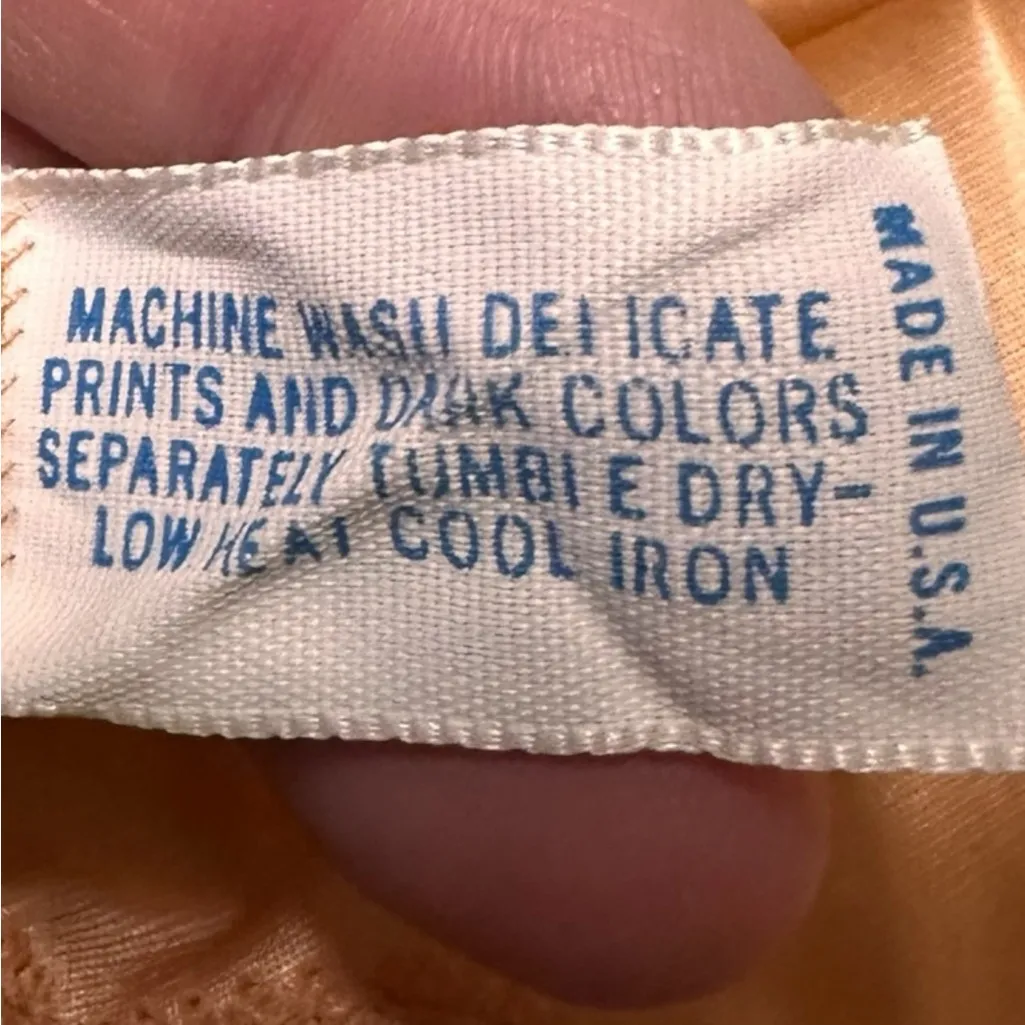 MACHINE WASH DELICATE
PRINTS AND DARK COLORS
SEPARATELY TUMBLE DRY-
LOW HEAT COOL IRON
MADE IN U.S.A.